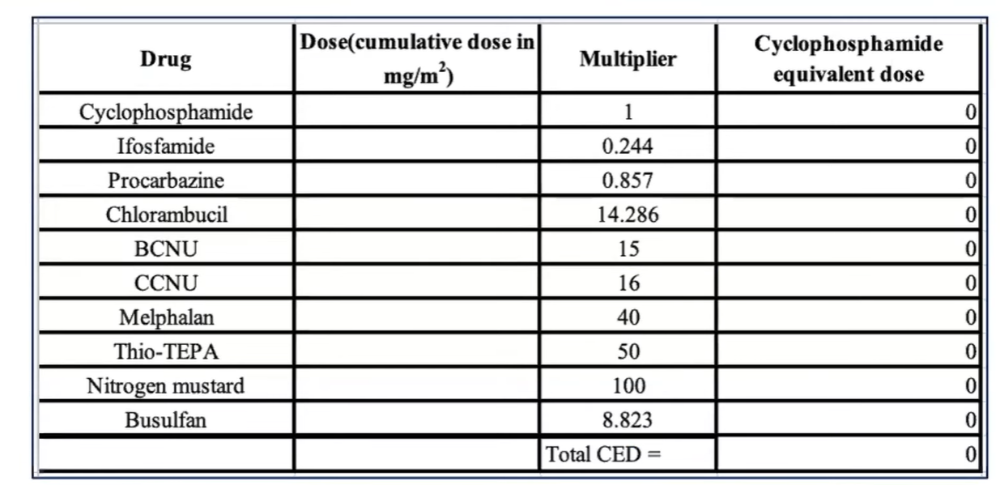 Drug Dose(cumulative dose in mg/m²) Multiplier Cyclophosphamide equivalent dose
Cyclophosphamide 1 0
Ifosfamide 0.244 0
Procarbazine 0.857 0
Chlorambucil 14.286 0
BCNU 15 0
CCNU 16 0
Melphalan 40 0
Thio-TEPA 50 0
Nitrogen mustard 100 0
Busulfan 8.823 0
Total CED = 0